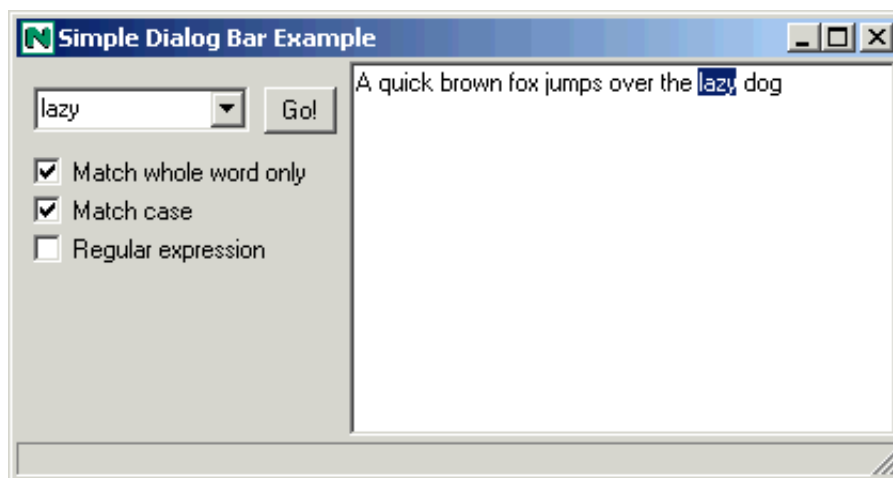 Simple Dialog Bar Example
lazy
Go!
Match whole word only
Match case
Regular expression
A quick brown fox jumps over the lazy dog